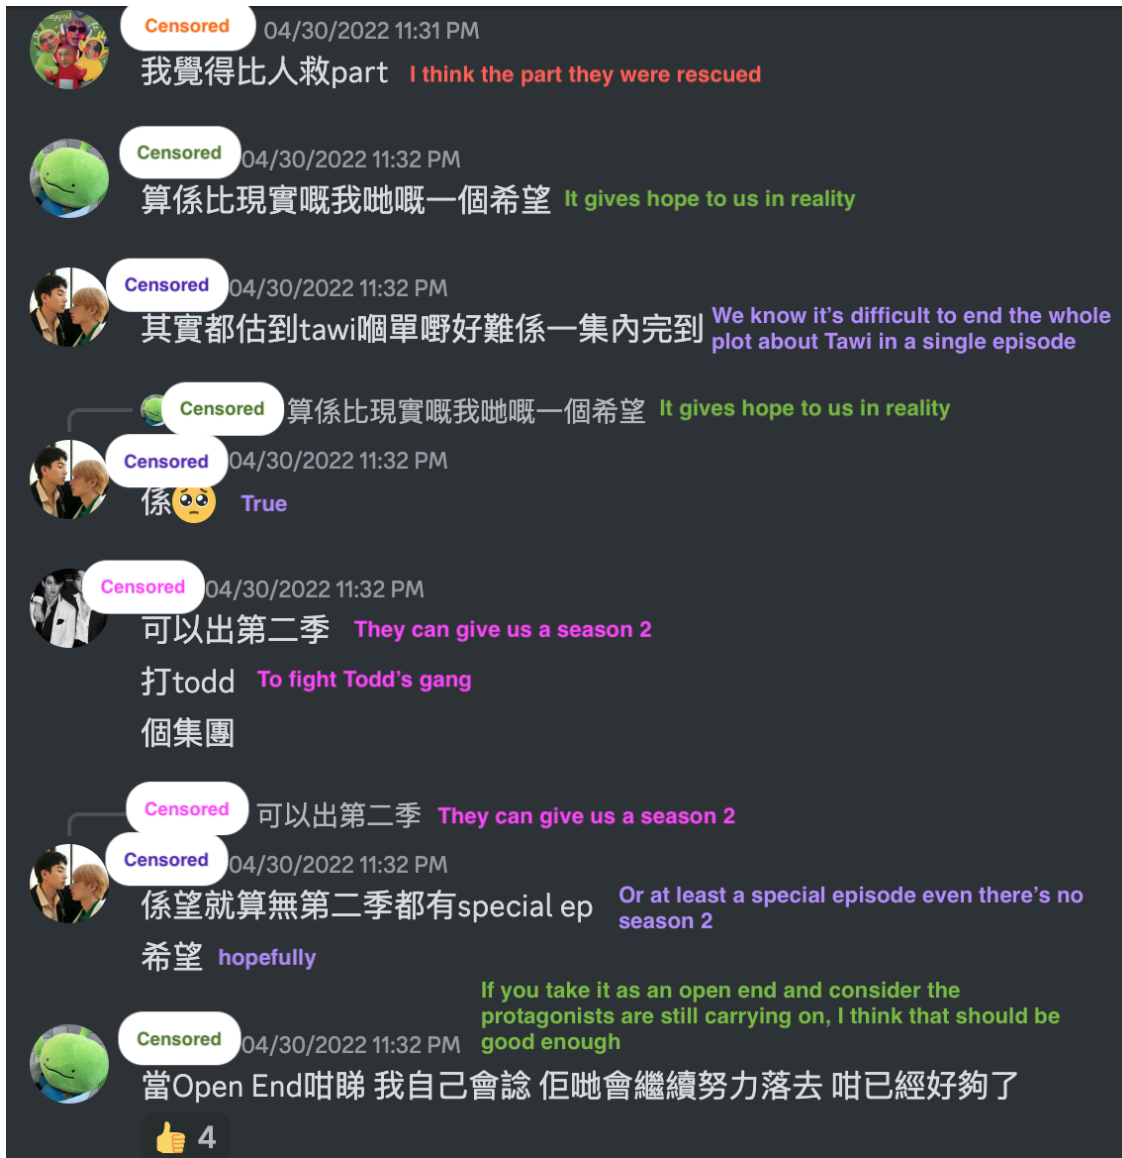 Censored 04/30/2022 11:31 PM
我覺得比人救part I think the part they were rescued
Censored 04/30/2022 11:32 PM
算係比現實嘅我哋嘅一個希望 It gives hope to us in reality
Censored 04/30/2022 11:32 PM
其實都估到tawi嗰單嘢好難係一集內完到 We know it’s difficult to end the whole
plot about Tawi in a single episode
Censored 算係比現實嘅我哋嘅一個希望 It gives hope to us in reality
Censored 04/30/2022 11:32 PM
係🥺 True
Censored 04/30/2022 11:32 PM
可以出第二季 They can give us a season 2
打todd To fight Todd’s gang
個集團
Censored 可以出第二季 They can give us a season 2
Censored 04/30/2022 11:32 PM
係望就算無第二季都有special ep Or at least a special episode even there’s no
season 2
希望 hopefully
If you take it as an open end and consider the
protagonists are still carrying on, I think that should be
good enough
Censored 04/30/2022 11:32 PM
當Open End咁睇 我自己會諗 佢哋會繼續努力落去 咁已經好夠了
👍 4